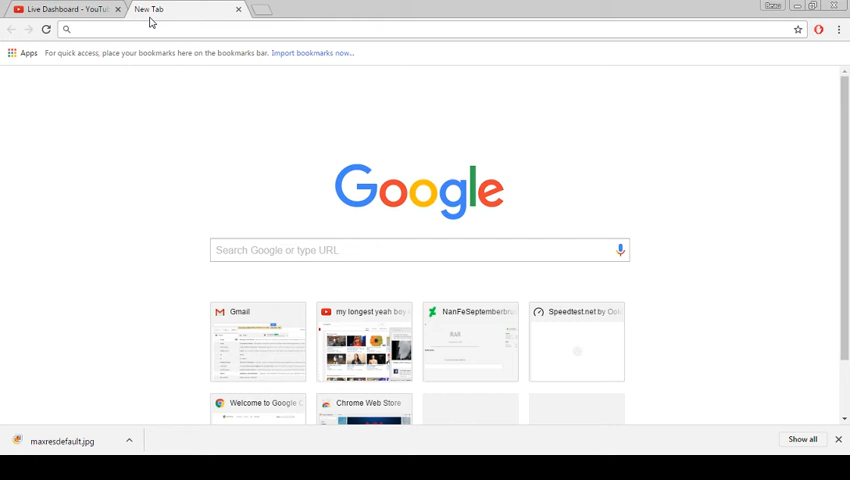 Live Dashboard - YouTub
New Tab
Apps
For quick access, place your bookmarks here on the bookmarks bar.
Import bookmarks now...
Google
Search Google or type URL
Gmail
my longest yeah boy
NanFeSeptemberbr
Speedtest.net by Ook
Welcome to Google C
Chrome Web Store
maxresdefault.jpg
Show all